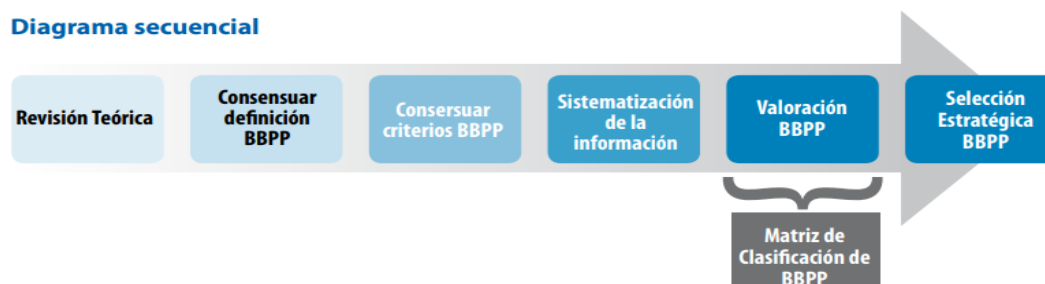 Diagrama secuencial
Revisión Teórica
Consensuar
definición
BBPP
Consersuar
criterios BBPP
Sistematización
de la
información
Valoración
BBPP
Selección
Estratégica
BBPP
Matriz de
Clasificación de
BBPP